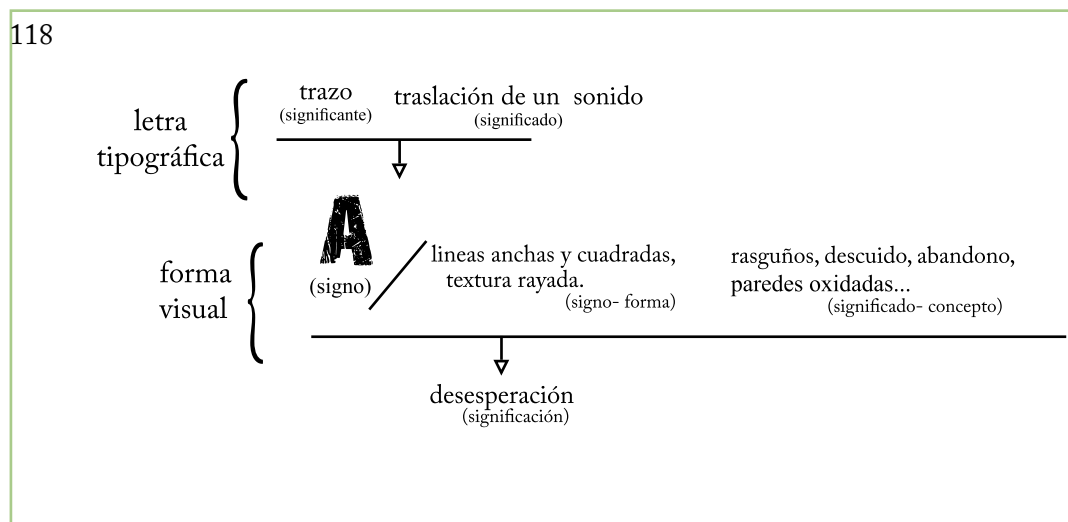 118
letra
tipográfica
trazo
(significante)
traslación de un sonido
(significado)
A
(signo)
forma
visual
lineas anchas y cuadradas,
textura rayada.
(signo- forma)
rasguños, descuido, abandono,
paredes oxidadas...
(significado- concepto)
desesperación
(significación)